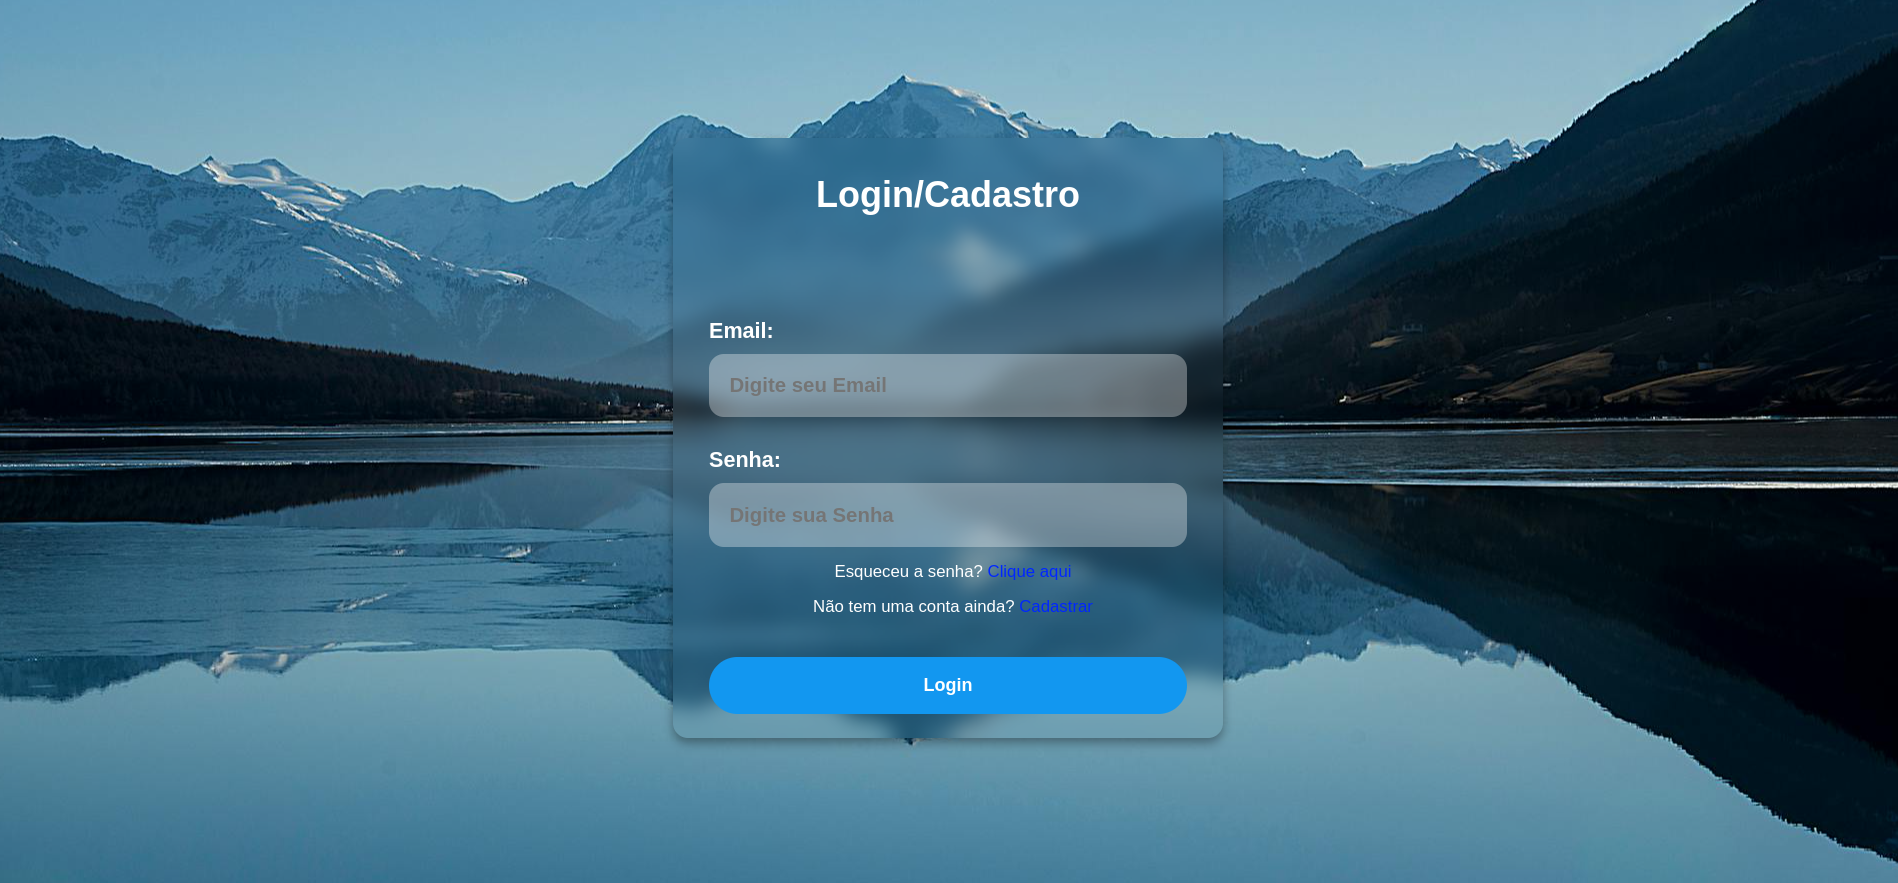 Login/Cadastro
Email:
Digite seu Email
Senha:
Digite sua Senha
Esqueceu a senha? Clique aqui
Não tem uma conta ainda? Cadastrar
Login